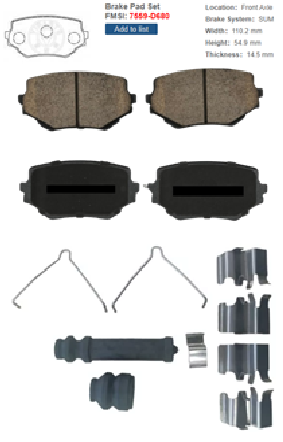 Brake Pad Set
FMSI: 7559-D680
Add to list
Location: Front Axle
Brake System: SUM
Width: 110.2 mm
Height: 54.9 mm
Thickness: 14.5 mm